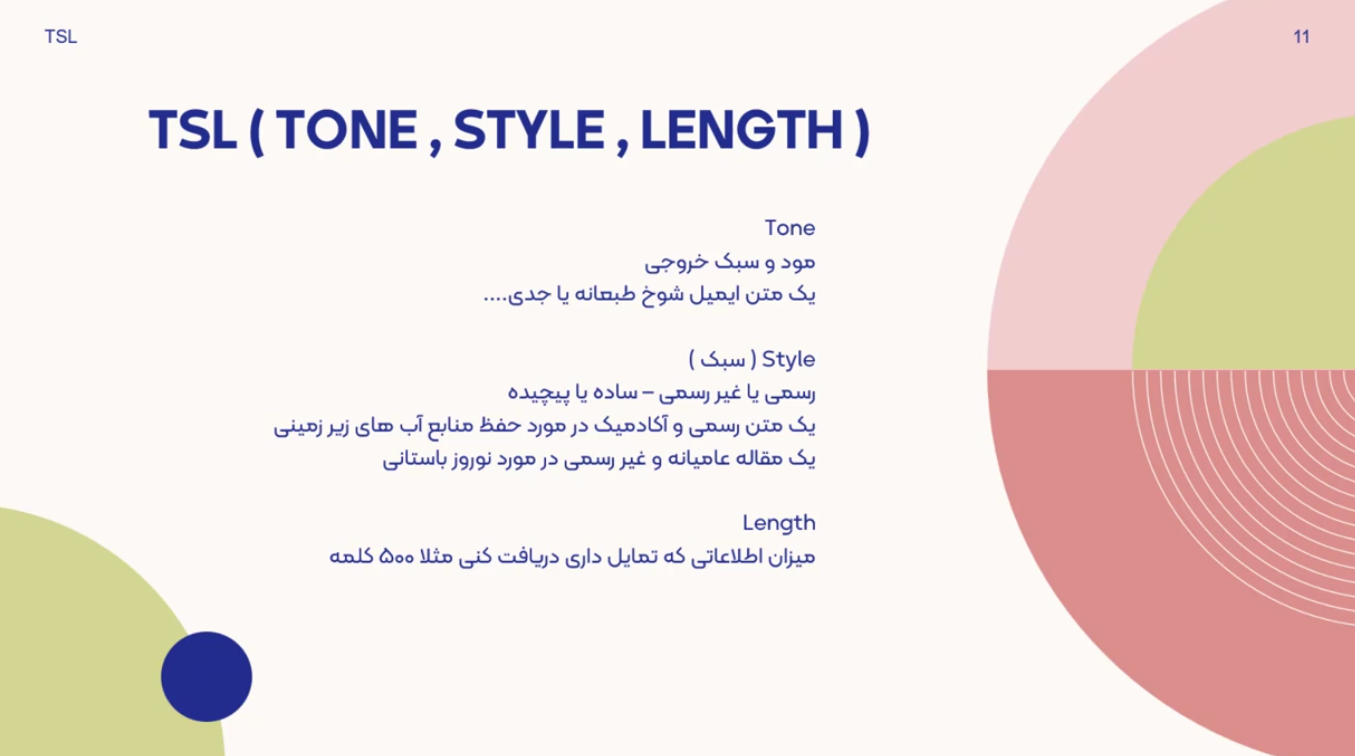 TSL
11
TSL ( TONE , STYLE , LENGTH )
Tone
مود و سبک خروجی
یک متن ایمیل شوخ طبعانه یا جدی....
Style ( سبک )
رسمی یا غیر رسمی – ساده یا پیچیده
یک متن رسمی و آکادمیک در مورد حفظ منابع آب های زیر زمینی
یک مقاله عامیانه و غیر رسمی در مورد نوروز باستانی
Length
میزان اطلاعاتی که تمایل داری دریافت کنی مثلا ۵۰۰ کلمه